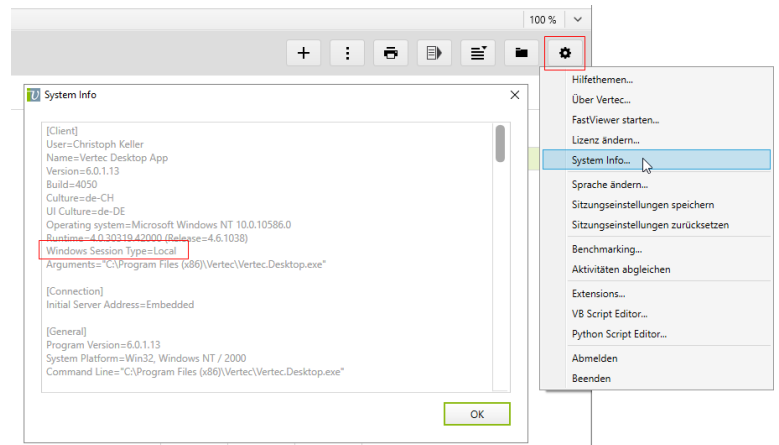 100 %
System Info
[Client]
User=Christoph Keller
Name=Vertec Desktop App
Version=6.0.1.13
Build=4050
Culture=de-CH
UI Culture=de-DE
Operating system=Microsoft Windows NT 10.0.10586.0
Runtime=4.0.30319.42000 (Release=4.6.1038)
Windows Session Type=Local
Arguments="C:\Program Files (x86)\Vertec\Vertec.Desktop.exe"
[Connection]
Initial Server Address=Embedded
[General]
Program Version=6.0.1.13
System Platform=Win32, Windows NT / 2000
Command Line="C:\Program Files (x86)\Vertec\Vertec.Desktop.exe"
OK
Hilfethemen...
Über Vertec...
FastViewer starten...
Lizenz ändern...
System Info...
Sprache ändern...
Sitzungseinstellungen speichern
Sitzungseinstellungen zurücksetzen
Benchmarking...
Aktivitäten abgleichen
Extensions...
VB Script Editor...
Python Script Editor...
Abmelden
Beenden